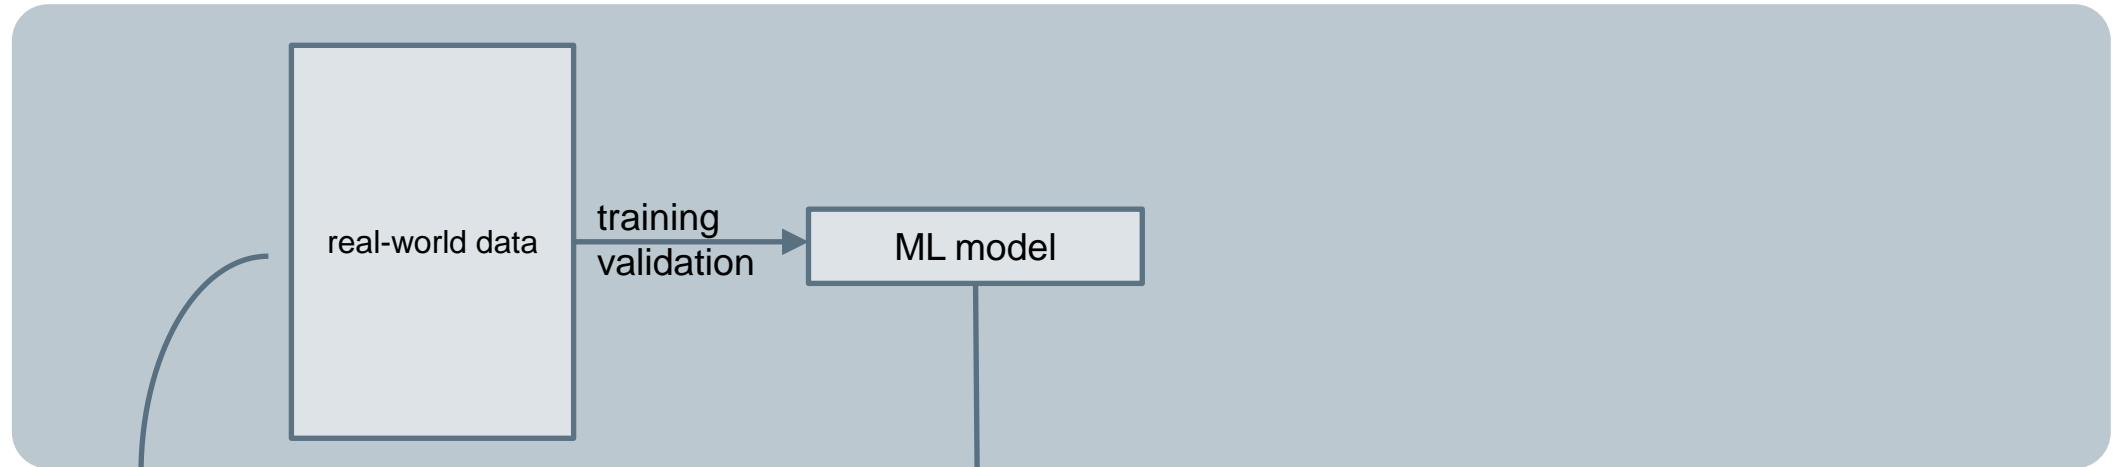 real-world data
training
validation
ML model